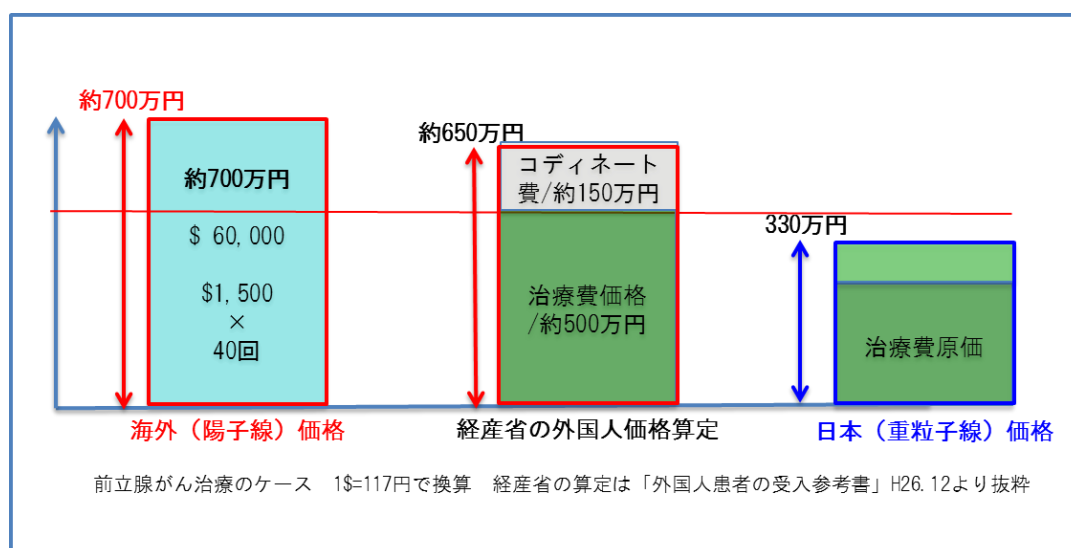 約700万円
約700万円
$ 60,000
$1,500
×
40回
海外（陽子線）価格
約650万円
コディネート
費/約150万円
治療費価格
/約500万円
経産省の外国人価格算定
330万円
治療費原価
日本（重粒子線）価格
前立腺がん治療のケース　1$=117円で換算　経産省の算定は「外国人患者の受入参考書」H26.12より抜粋